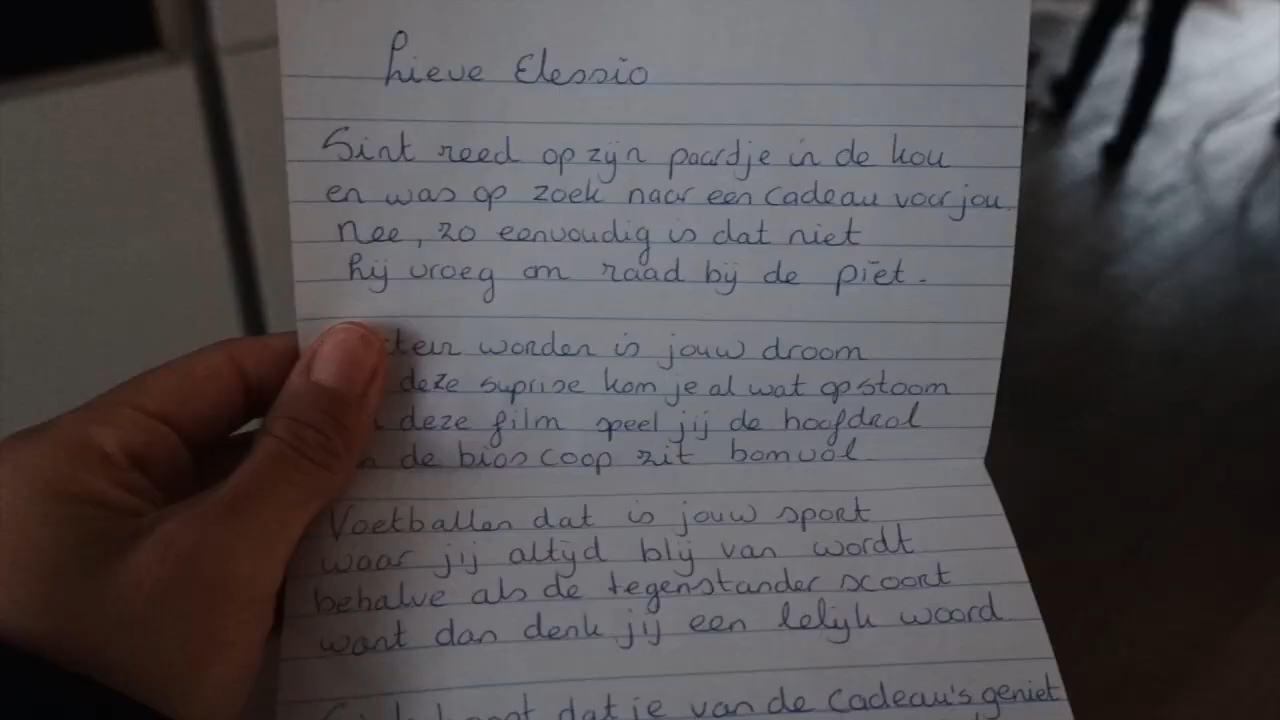 Lieve Elessio
Sint reed op zijn paardje in de kou
en was op zoek naar een cadeau voor jou.
Nee, zo eenvoudig is dat niet
hij vroeg om raad bij de piet.
worden is jouw droom
deze suprise kom je al wat op stoom
deze film speel jij de hoofdrol
de bioscoop zit bomvol.
Voetballen dat is jouw sport
waar jij altijd blij van wordt
behalve als de tegenstander scoort
want dan denk jij een lelijk woord
dat je van de cadeau's geniet